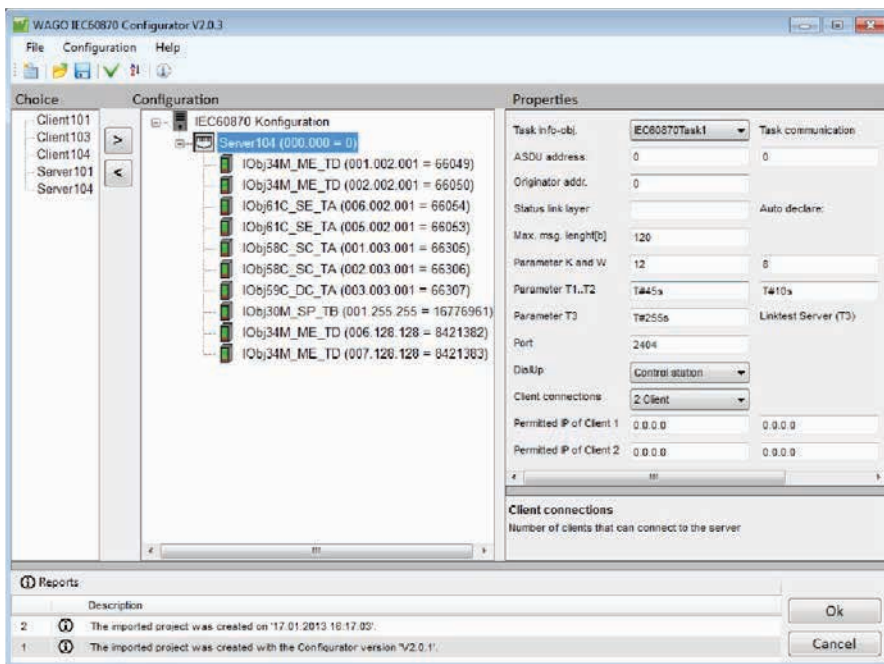 WAGO IEC60870 Configurator V2.0.3
File Configuration Help
Choice Configuration Properties
Client101
Client103
Client104
Server101
Server104
>
<
IEC60870 Konfiguration
Server104 (000.000 = 0)
IObj34M_ME_TD (001.002.001 = 66049)
IObj34M_ME_TD (002.002.001 = 66050)
IObj61C_SE_TA (006.002.001 = 66054)
IObj61C_SE_TA (005.002.001 = 66053)
IObj58C_SC_TA (001.003.001 = 66305)
IObj58C_SC_TA (002.003.001 = 66306)
IObj59C_DC_TA (003.003.001 = 66307)
IObj30M_SP_TB (001.255.255 = 16776961)
IObj34M_ME_TD (006.128.128 = 8421382)
IObj34M_ME_TD (007.128.128 = 8421383)
Task info-obj. IEC60870Task1 Task communication
ASDU address 0 0
Originator addr. 0
Status link layer Auto declare:
Max. msg. lenght[b] 120
Parameter K and W 12 8
Parameter T1..T2 T#45s T#10s
Parameter T3 T#255s Linktest Server (T3)
Port 2404
DialUp Control station
Client connections 2 Client
Permitted IP of Client 1 0.0.0.0 0.0.0.0
Permitted IP of Client 2 0.0.0.0 0.0.0.0
Client connections
Number of clients that can connect to the server
Reports
Description
2 The imported project was created on '17.01.2013 16:17:03'.
1 The imported project was created with the Configurator version 'V2.0.1'.
Ok
Cancel